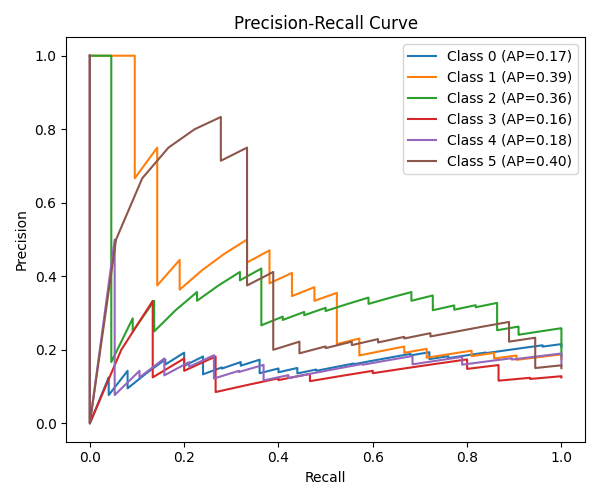 Precision-Recall Curve
Class 0 (AP=0.17)
Class 1 (AP=0.39)
Class 2 (AP=0.36)
Class 3 (AP=0.16)
Class 4 (AP=0.18)
Class 5 (AP=0.40)
Precision
1.0
0.8
0.6
0.4
0.2
0.0
0.0 0.2 0.4 0.6 0.8 1.0
Recall